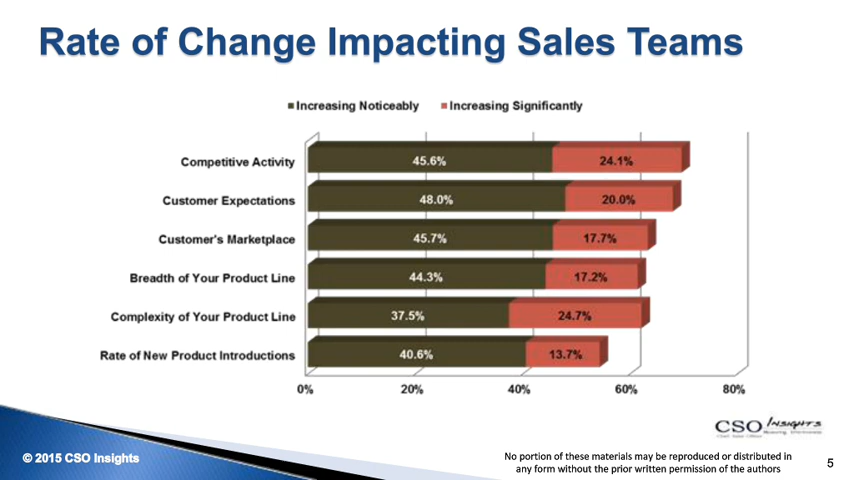 Rate of Change Impacting Sales Teams
Increasing Noticeably Increasing Significantly
Competitive Activity 45.6% 24.1%
Customer Expectations 48.0% 20.0%
Customer's Marketplace 45.7% 17.7%
Breadth of Your Product Line 44.3% 17.2%
Complexity of Your Product Line 37.5% 24.7%
Rate of New Product Introductions 40.6% 13.7%
0% 20% 40% 60% 80%
CSO Insights
© 2015 CSO Insights
No portion of these materials may be reproduced or distributed in
any form without the prior written permission of the authors
5